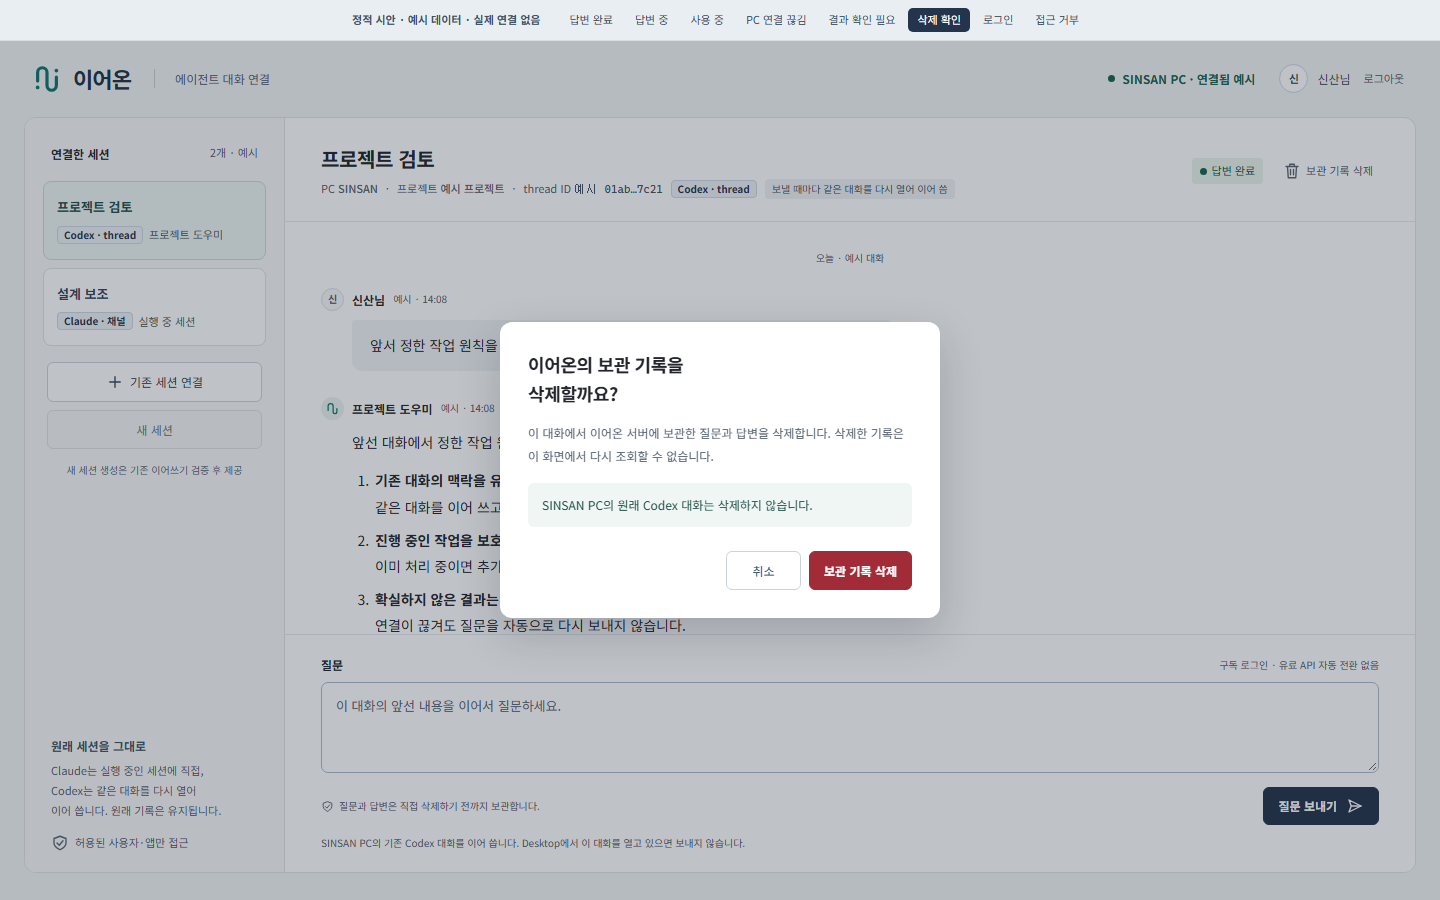 정적 시안 · 예시 데이터 · 실제 연결 없음 답변 완료 답변 중 사용 중 PC 연결 끊김 결과 확인 필요 삭제 확인 로그인 접근 거부
이어온 에이전트 대화 연결 SINSAN PC · 연결됨 예시 신 신산님 로그아웃
연결한 세션 2개 · 예시
프로젝트 검토
Codex · thread 프로젝트 도우미
설계 보조
Claude · 채널 실행 중 세션
기존 세션 연결
새 세션
새 세션 생성은 기존 이어쓰기 검증 후 제공
원래 세션을 그대로
Claude는 실행 중인 세션에 직접,
Codex는 같은 대화를 다시 열어
이어 씁니다. 원래 기록은 유지됩니다.
허용된 사용자·앱만 접근
프로젝트 검토
PC SINSAN · 프로젝트 예시 프로젝트 · thread ID 예시 01ab…7c21 Codex · thread 보낼 때마다 같은 대화를 다시 열어 이어 씀
답변 완료 보관 기록 삭제
오늘 · 예시 대화
신 신산님 예시 · 14:08
앞서 정한 작업 원칙을
프로젝트 도우미 예시 · 14:08
앞선 대화에서 정한 작업
1. 기존 대화의 맥락을
같은 대화를 이어 쓰고
2. 진행 중인 작업을
이미 처리 중이면
3. 확실하지 않은 결과는
연결이 끊겨도 질문을 자동으로 다시 보내지 않습니다.
이어온의 보관 기록을
삭제할까요?
이 대화에서 이어온 서버에 보관한 질문과 답변을 삭제합니다. 삭제한 기록은
이 화면에서 다시 조회할 수 없습니다.
SINSAN PC의 원래 Codex 대화는 삭제하지 않습니다.
취소 보관 기록 삭제
질문 구독 로그인 · 유료 API 자동 전환 없음
이 대화의 앞선 내용을 이어서 질문하세요.
질문과 답변은 직접 삭제하기 전까지 보관합니다.
질문 보내기
SINSAN PC의 기존 Codex 대화를 이어 씁니다. Desktop에서 이 대화를 열고 있으면 보내지 않습니다.